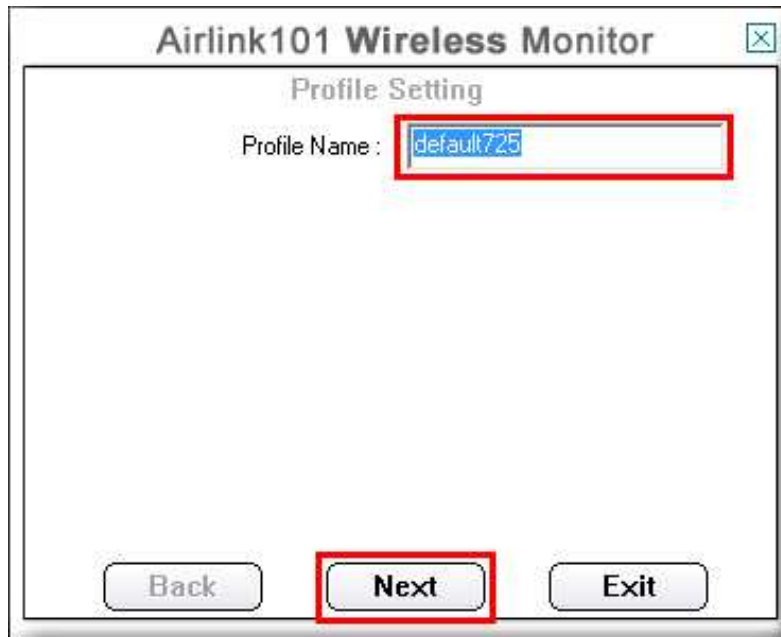 Airlink101 Wireless Monitor
Profile Setting
Profile Name : default725
Back Next Exit